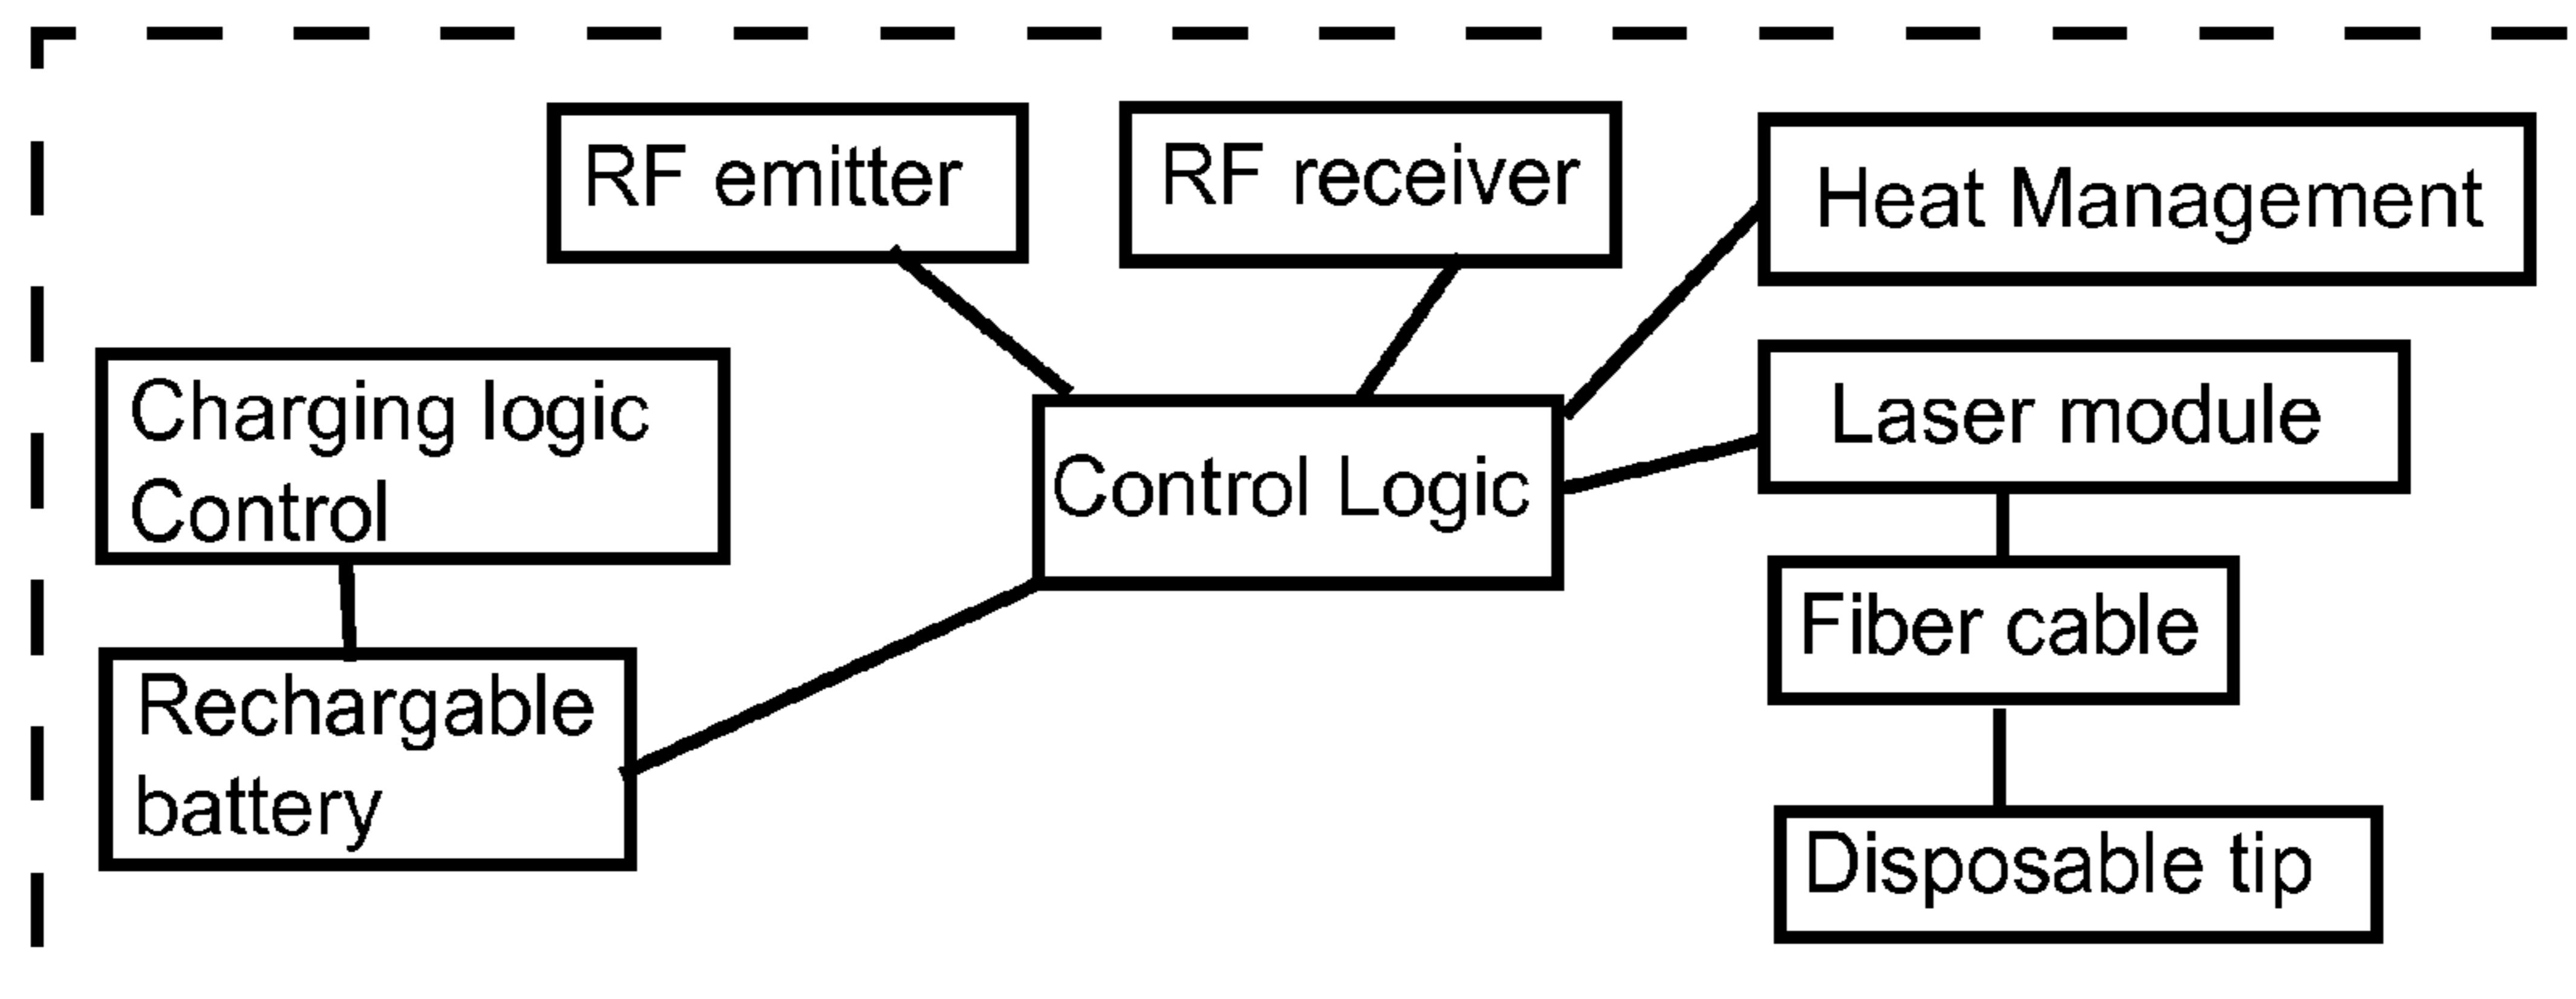 RF emitter
RF receiver
Heat Management
Charging logic
Control
Control Logic
Laser module
Fiber cable
Rechargable
battery
Disposable tip